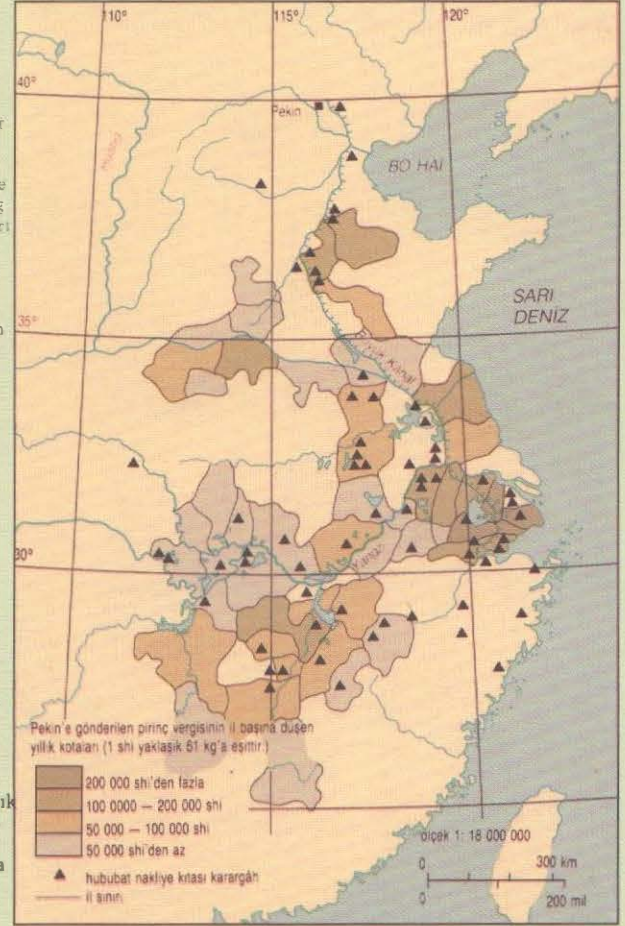 110°
115°
120°
40°
Pekin
BO HAI
SARI
DENİZ
35°
Büyük Kanal
30°
Yangzi
Pekin'e gönderilen pirinç vergisinin il başına düşen
yıllık kotaları (1 shi yaklaşık 61 kg'a eşittir.)
200 000 shi'den fazla
100 0000 — 200 000 shi
50 000 — 100 000 shi
50 000 shi'den az
hububat nakliye kıtası karargâh
il sınırı
ölçek 1: 18 000 000
0 300 km
0 200 mil